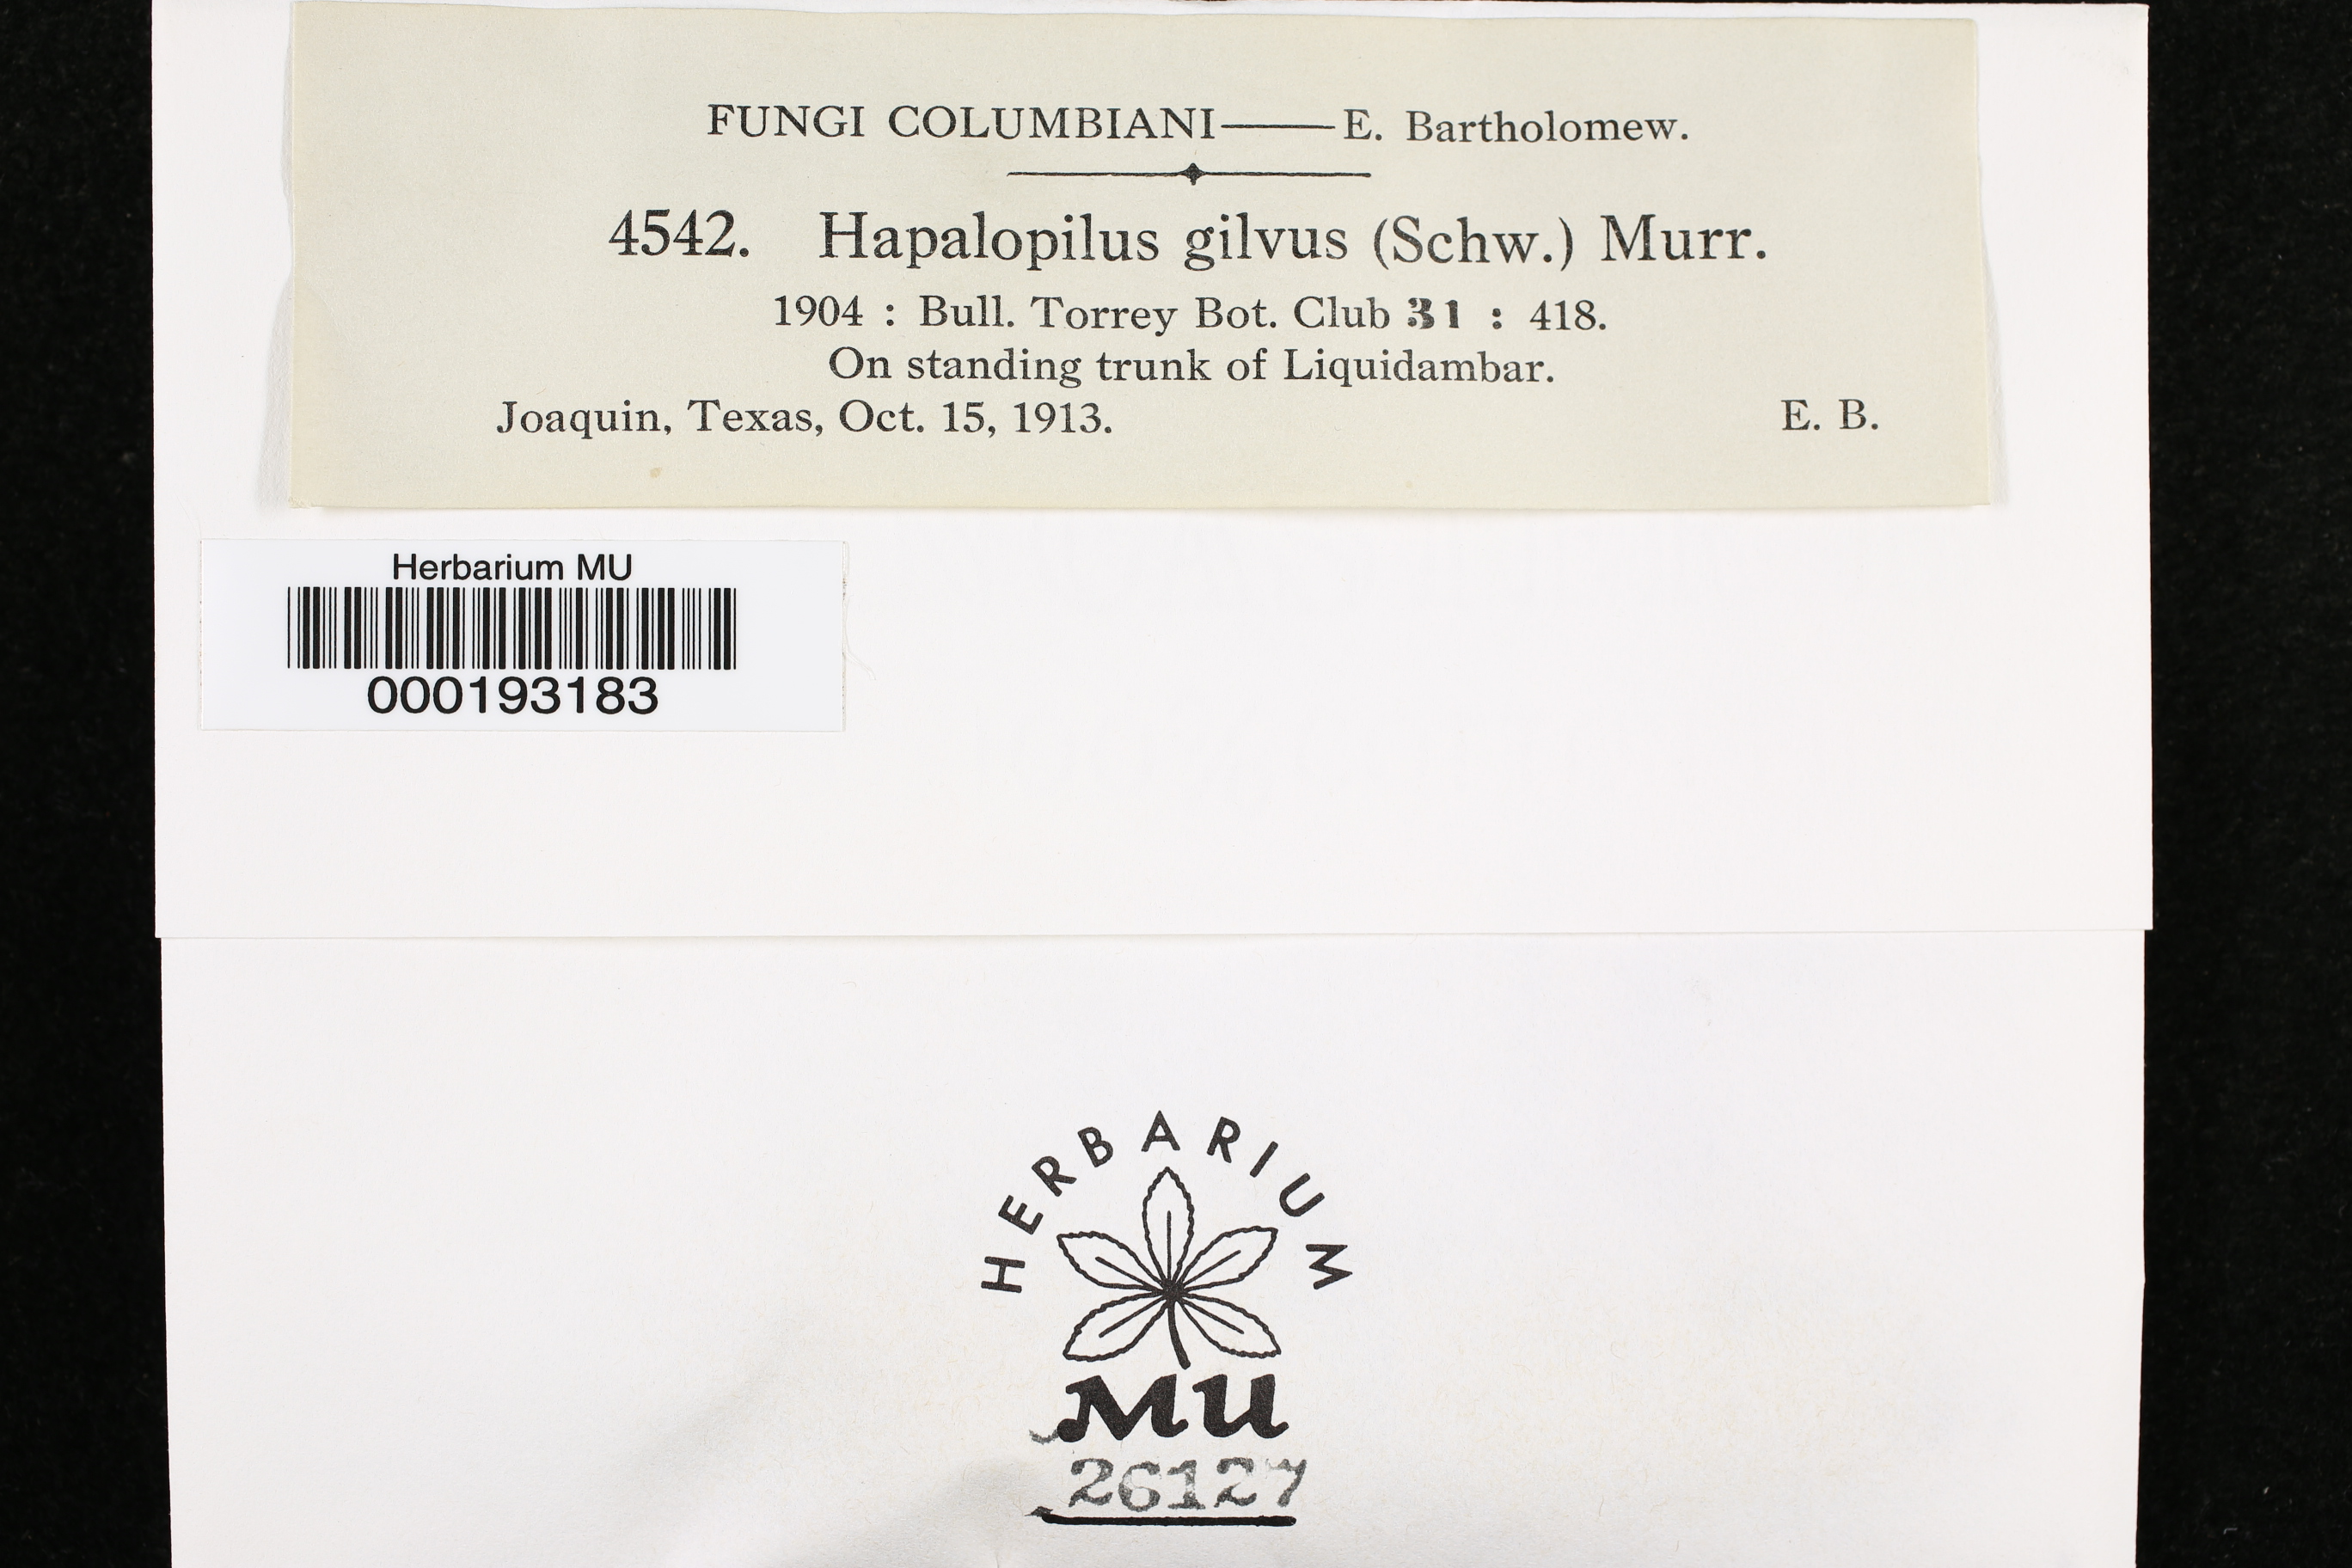 FUNGI COLUMBIANI——E. Bartholomew.
4542. Hapalopilus gilvus (Schw.) Murr.
1904 : Bull. Torrey Bot. Club 31 : 418.
On standing trunk of Liquidambar.
Joaquin, Texas, Oct. 15, 1913. E. B.
Herbarium MU
000193183
HERBARIUM
MU
26127